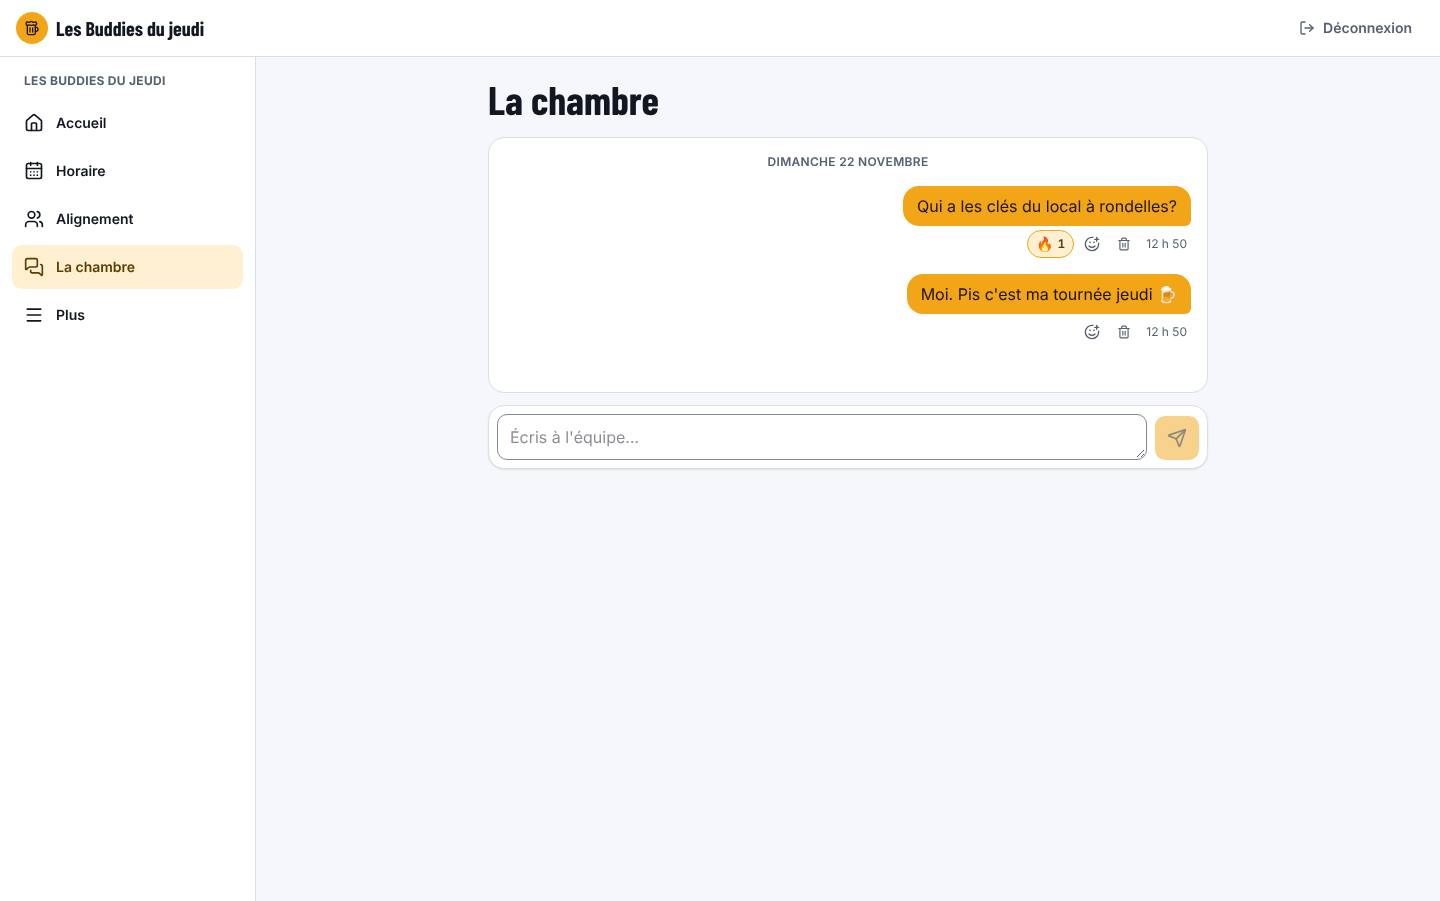 Les Buddies du jeudi
Déconnexion
LES BUDDIES DU JEUDI
Accueil
Horaire
Alignement
La chambre
Plus
La chambre
DIMANCHE 22 NOVEMBRE
Qui a les clés du local à rondelles?
🔥 1 12 h 50
Moi. Pis c'est ma tournée jeudi 🍺
12 h 50
Écris à l'équipe...